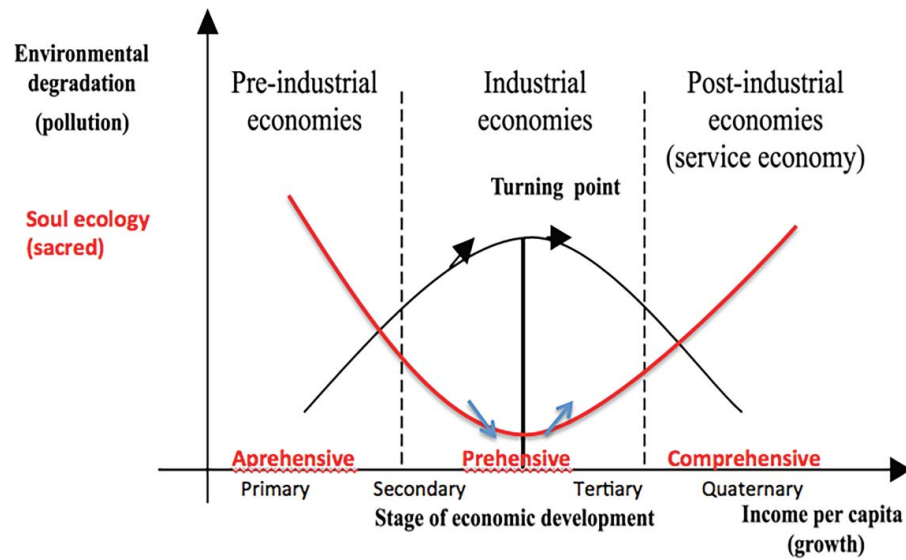 Environmental
degradation
(pollution)
Pre-industrial
economies
Industrial
economies
Post-industrial
economies
(service economy)
Turning point
Soul ecology
(sacred)
Aprehensive
Prehensive
Comprehensive
Primary
Secondary
Tertiary
Quaternary
Stage of economic development
Income per capita
(growth)